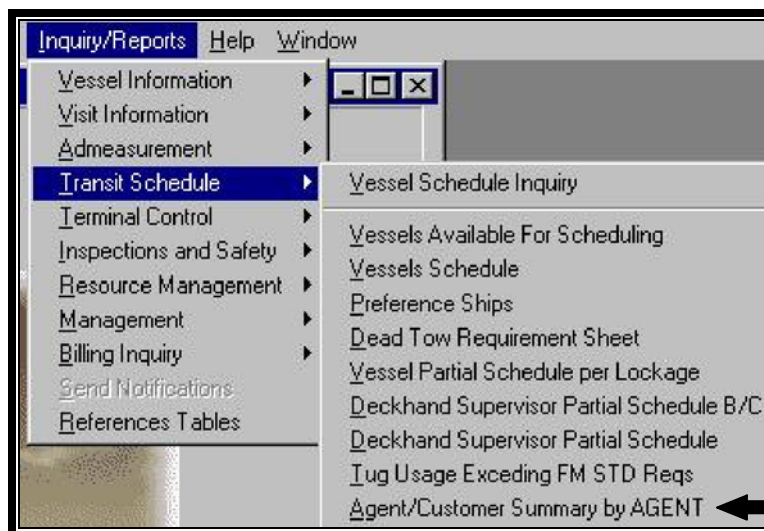 Inquiry/Reports Help Window
Vessel Information
Visit Information
Admeasurement
Transit Schedule
Terminal Control
Inspections and Safety
Resource Management
Management
Billing Inquiry
Send Notifications
References Tables
Vessel Schedule Inquiry
Vessels Available For Scheduling
Vessels Schedule
Preference Ships
Dead Tow Requirement Sheet
Vessel Partial Schedule per Lockage
Deckhand Supervisor Partial Schedule B/C
Deckhand Supervisor Partial Schedule
Tug Usage Exceding FM STD Reqs
Agent/Customer Summary by AGENT